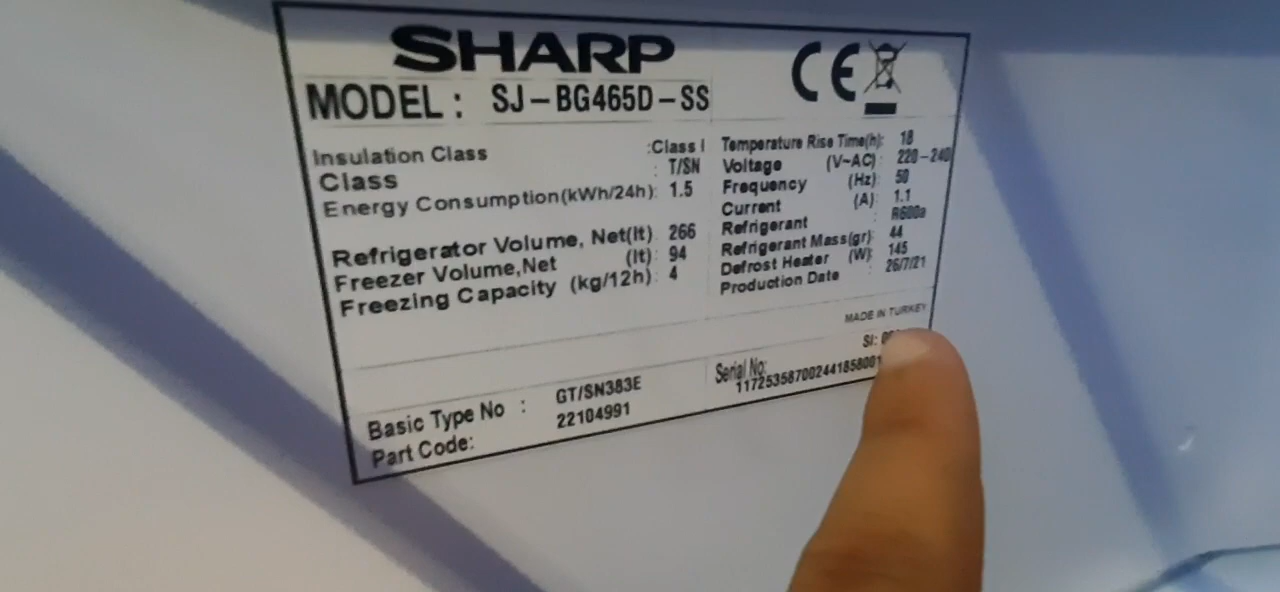 SHARP
CE
MODEL : SJ-BG465D-SS
Insulation Class :Class I
Class : T/SN
Energy Consumption(kWh/24h): 1.5
Refrigerator Volume, Net(lt) 266
Freezer Volume,Net (lt): 94
Freezing Capacity (kg/12h): 4
Temperature Rise Time(h): 18
Voltage (V~AC): 220-240
Frequency (Hz): 50
Current (A): 1.1
Refrigerant : R600a
Refrigerant Mass(gr): 44
Defrost Heater (W): 145
Production Date : 26/7/21
MADE IN TURKEY
SI:
Basic Type No : GT/SN383E
Part Code: 22104991
Serial No: